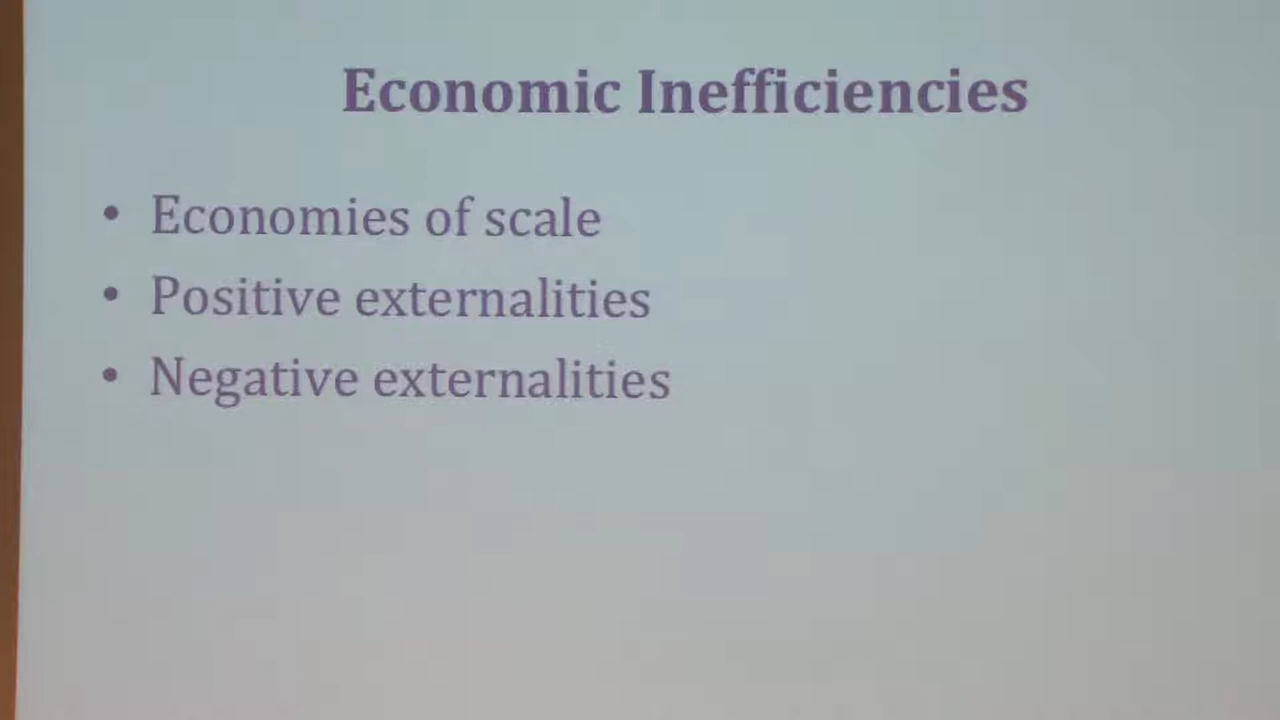 Economic Inefficiencies
• Economies of scale
• Positive externalities
• Negative externalities